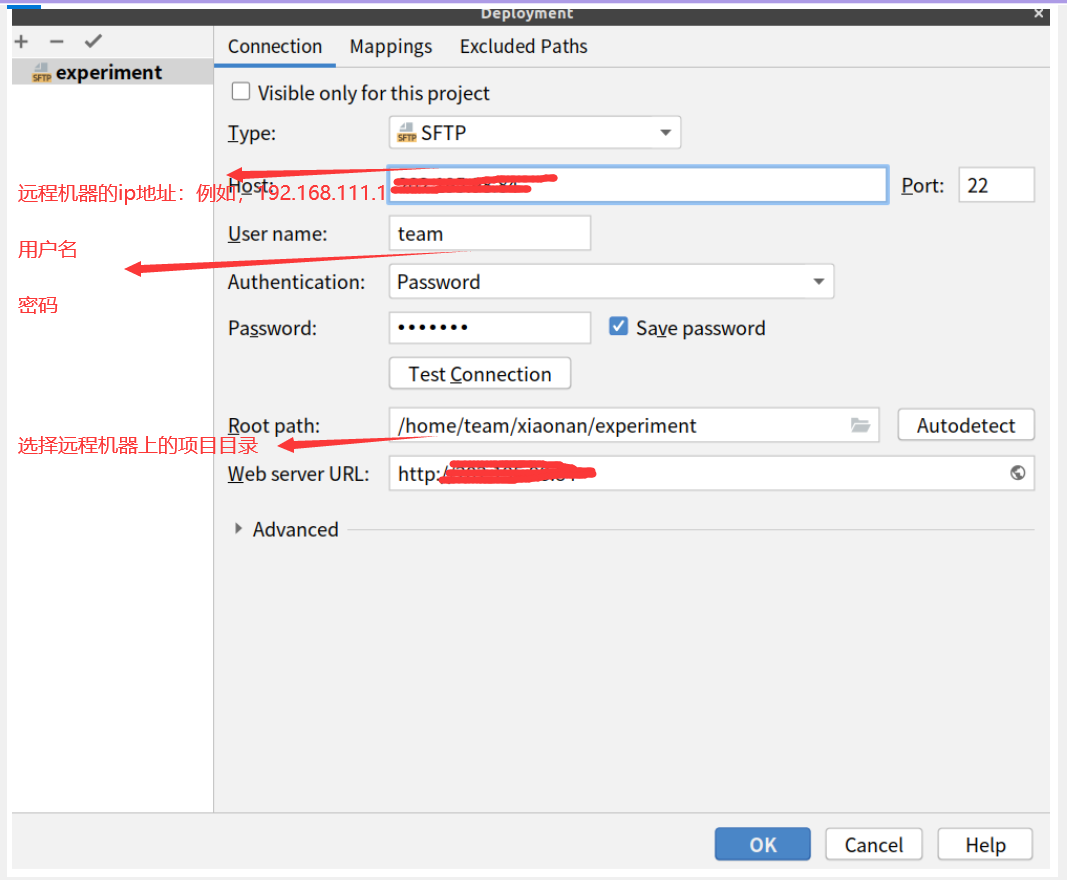 Deployment
Connection Mappings Excluded Paths
SFTP experiment
Visible only for this project
Type: SFTP SFTP
远程机器的ip地址：例如，192.168.111.1 Host: Port: 22
用户名 User name: team
Authentication: Password
密码 Password: ••••••• Save password
Test Connection
选择远程机器上的项目目录 Root path: /home/team/xiaonan/experiment Autodetect
Web server URL: http:/
Advanced
OK Cancel Help